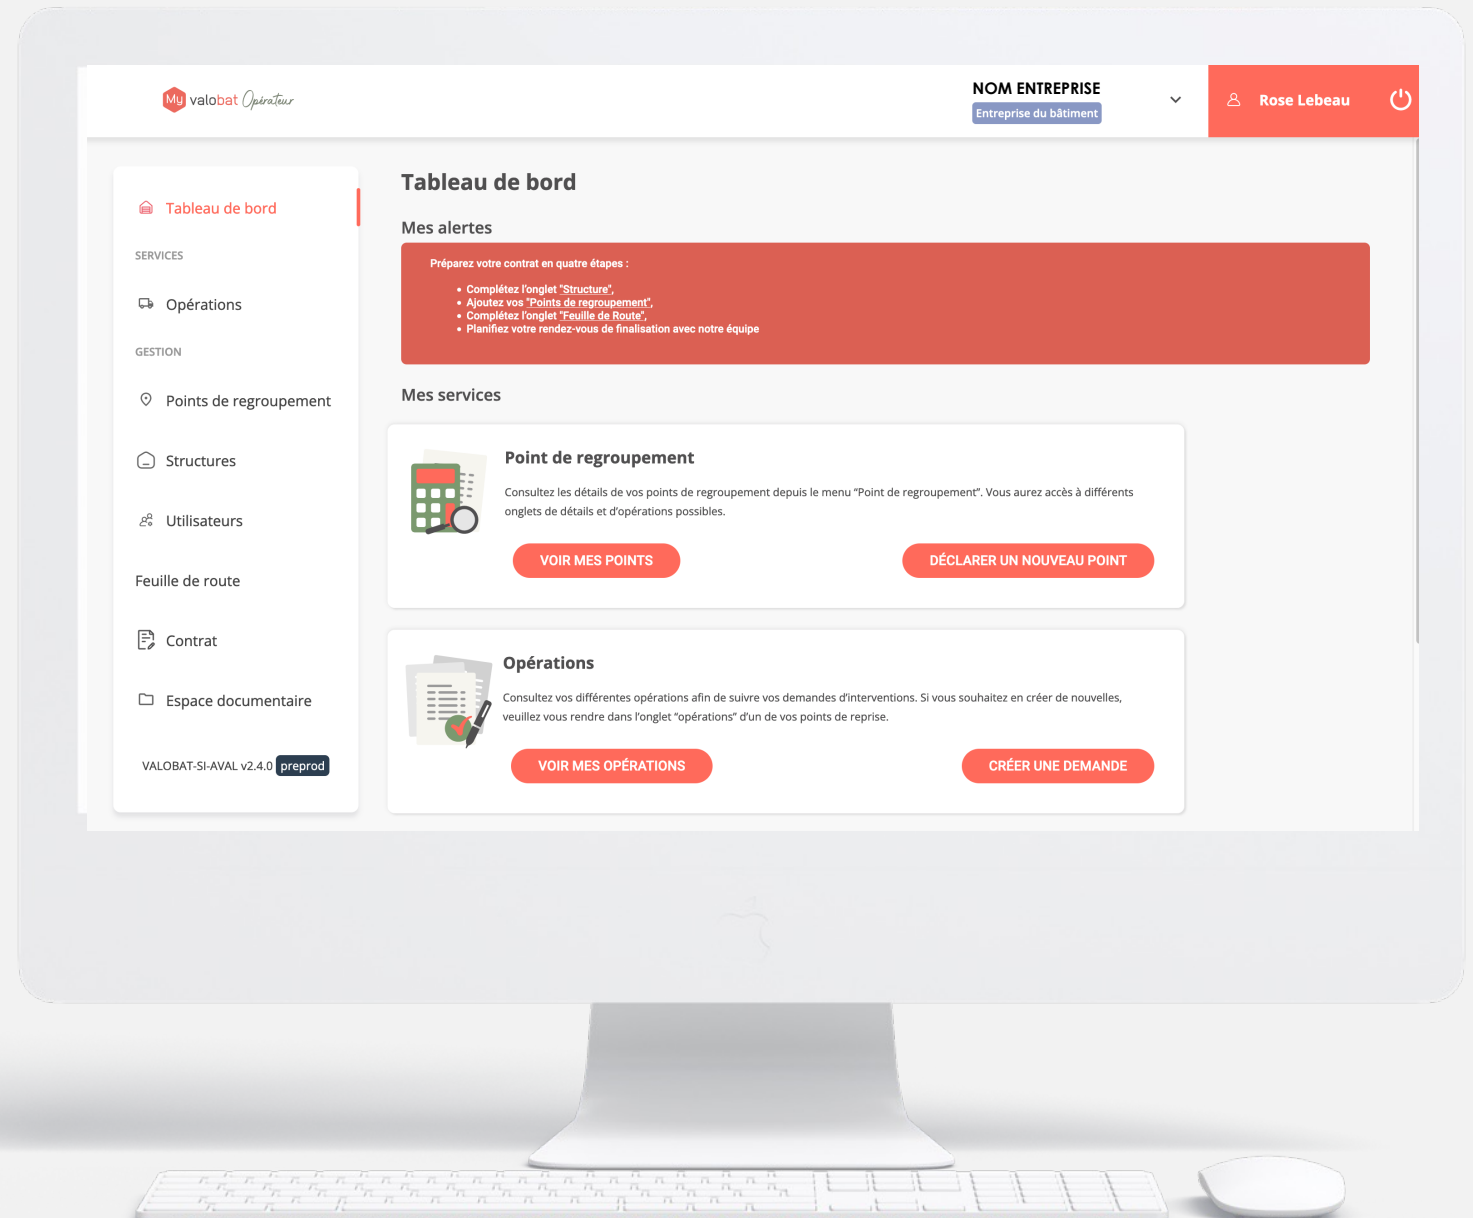 My valobat Opérateur
NOM ENTREPRISE
Entreprise du bâtiment
Rose Lebeau
Tableau de bord
SERVICES
Opérations
GESTION
Points de regroupement
Structures
Utilisateurs
Feuille de route
Contrat
Espace documentaire
VALOBAT-SI-AVAL v2.4.0 preprod
Tableau de bord
Mes alertes
Préparez votre contrat en quatre étapes :
• Complétez l'onglet "Structure",
• Ajoutez vos "Points de regroupement",
• Complétez l'onglet "Feuille de Route",
• Planifiez votre rendez-vous de finalisation avec notre équipe
Mes services
Point de regroupement
Consultez les détails de vos points de regroupement depuis le menu “Point de regroupement”. Vous aurez accès à différents
onglets de détails et d’opérations possibles.
VOIR MES POINTS
DÉCLARER UN NOUVEAU POINT
Opérations
Consultez vos différentes opérations afin de suivre vos demandes d’interventions. Si vous souhaitez en créer de nouvelles,
veuillez vous rendre dans l’onglet “opérations” d’un de vos points de reprise.
VOIR MES OPÉRATIONS
CRÉER UNE DEMANDE